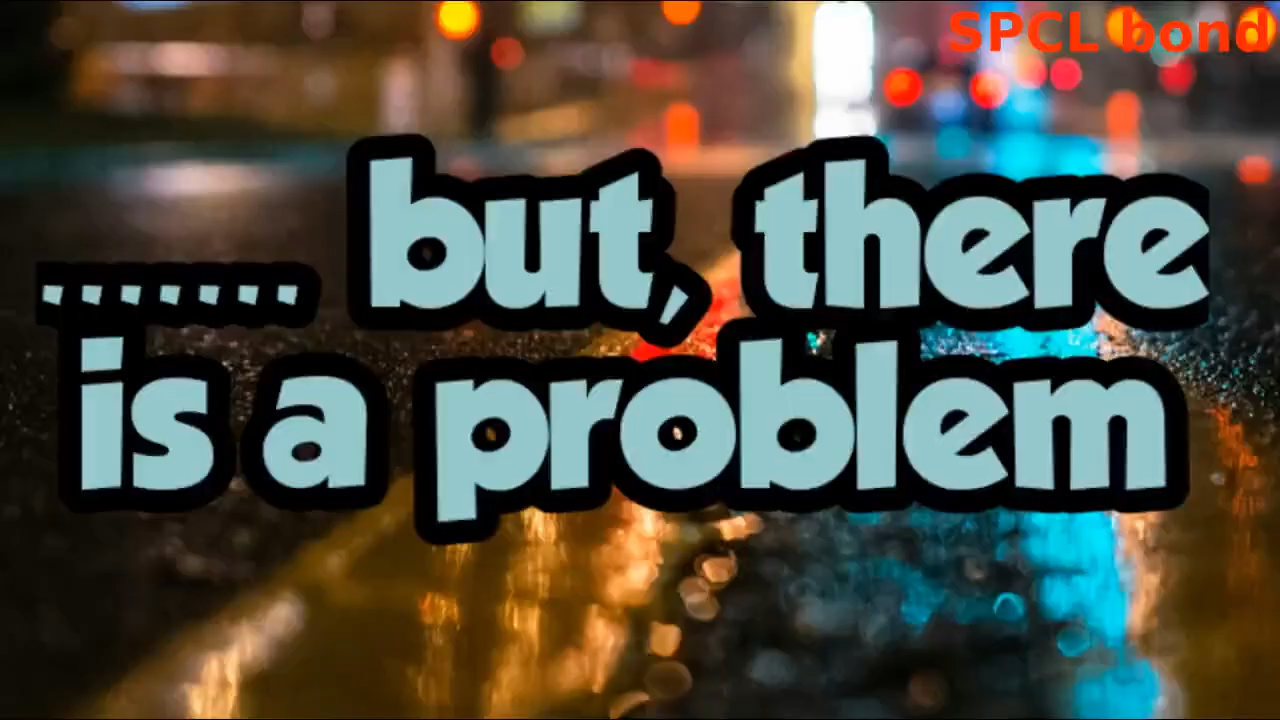 SPCL bond
....... but, there
is a problem